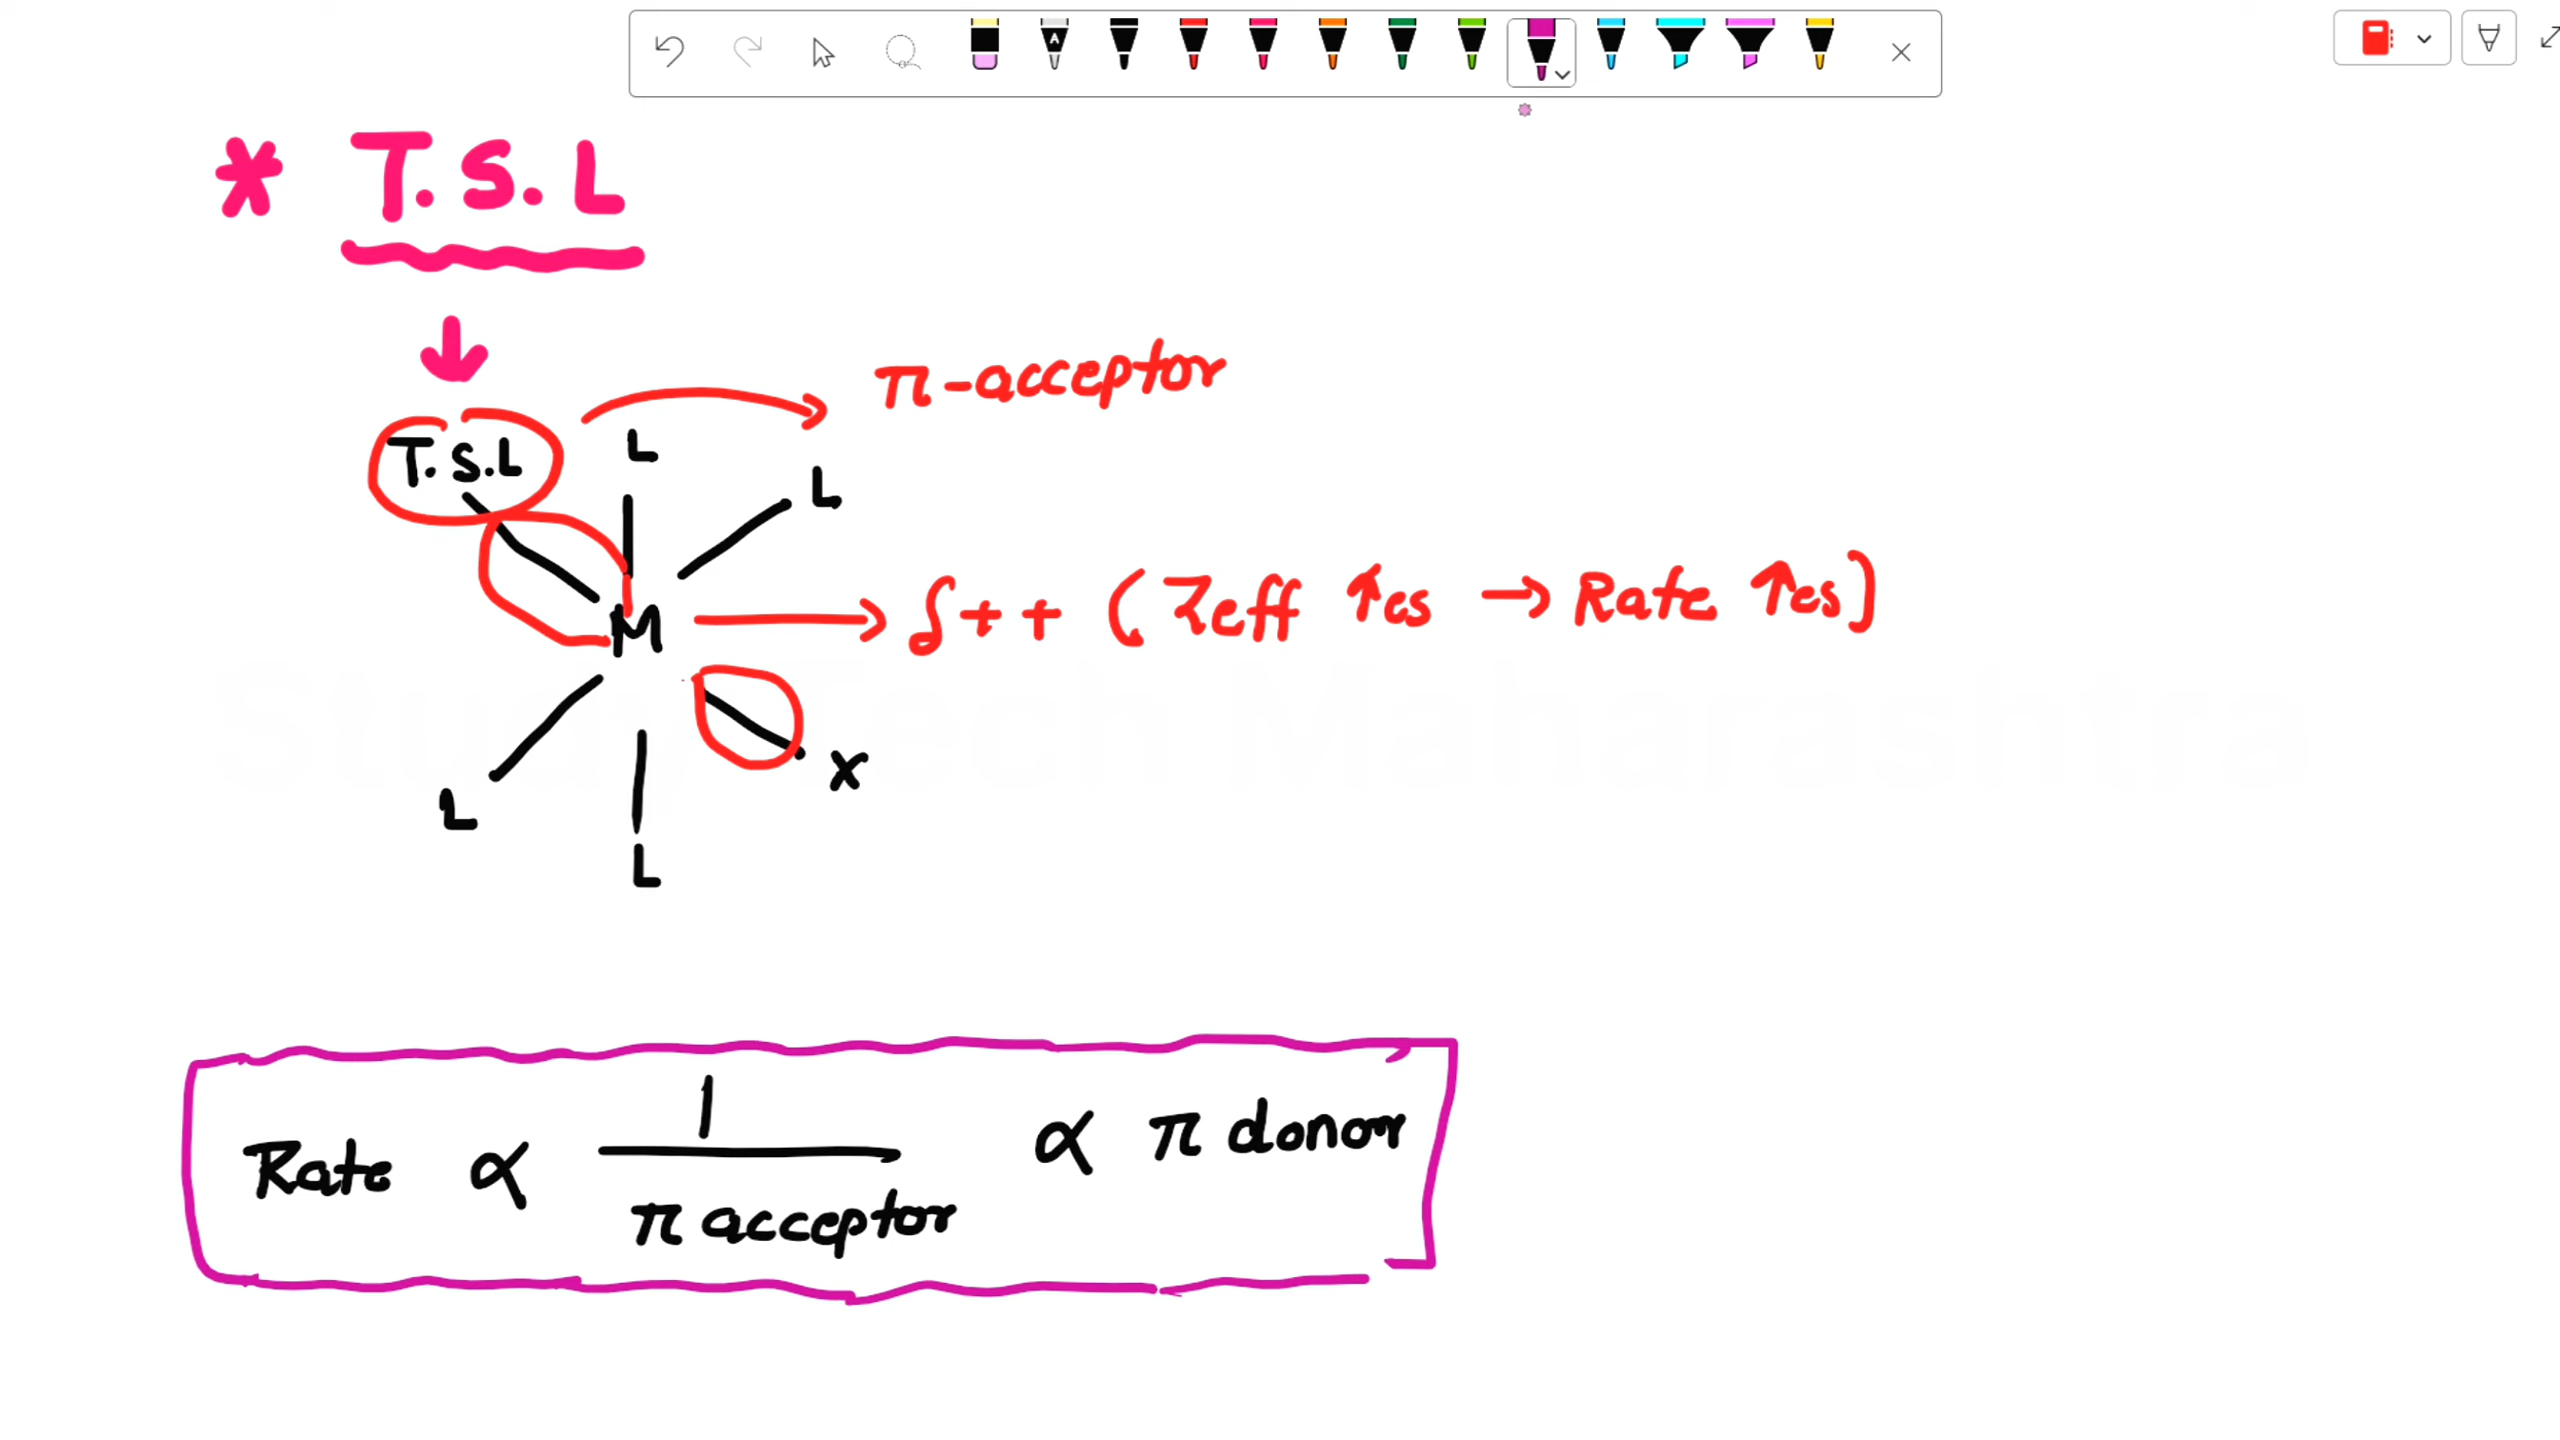 * T.S.L
π-acceptor
T.S.L
L
L
M
δ++ (Zeff ↑es → Rate ↑es)
X
L
L
Rate ∝ 1/π acceptor ∝ π donor